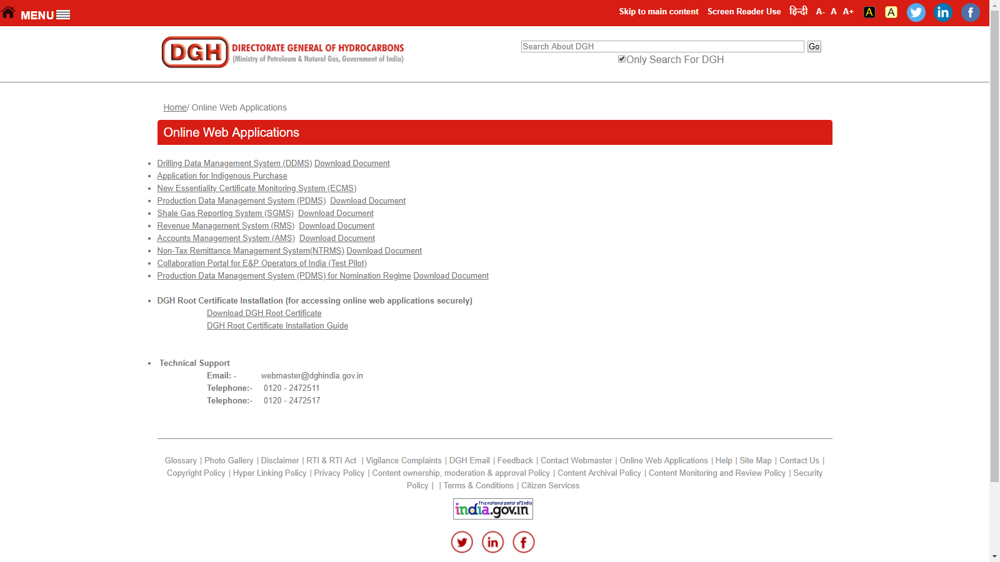 MENU
Skip to main content Screen Reader Use हिन्दी A- A A+ A A
DGH DIRECTORATE GENERAL OF HYDROCARBONS
(Ministry of Petroleum & Natural Gas, Government of India)
Search About DGH Go
Only Search For DGH
Home/ Online Web Applications
Online Web Applications
Drilling Data Management System (DDMS) Download Document
Application for Indigenous Purchase
New Essentiality Certificate Monitoring System (ECMS)
Production Data Management System (PDMS) Download Document
Shale Gas Reporting System (SGMS) Download Document
Revenue Management System (RMS) Download Document
Accounts Management System (AMS) Download Document
Non-Tax Remittance Management System(NTRMS) Download Document
Collaboration Portal for E&P Operators of India (Test Pilot)
Production Data Management System (PDMS) for Nomination Regime Download Document
DGH Root Certificate Installation (for accessing online web applications securely)
Download DGH Root Certificate
DGH Root Certificate Installation Guide
Technical Support
Email: - webmaster@dghindia.gov.in
Telephone:- 0120 - 2472511
Telephone:- 0120 - 2472517
Glossary | Photo Gallery | Disclaimer | RTI & RTI Act | Vigilance Complaints | DGH Email | Feedback | Contact Webmaster | Online Web Applications | Help | Site Map | Contact Us |
Copyright Policy | Hyper Linking Policy | Privacy Policy | Content ownership, moderation & approval Policy | Content Archival Policy | Content Monitoring and Review Policy | Security
Policy | | Terms & Conditions | Citizen Services
The national portal of India
india.gov.in